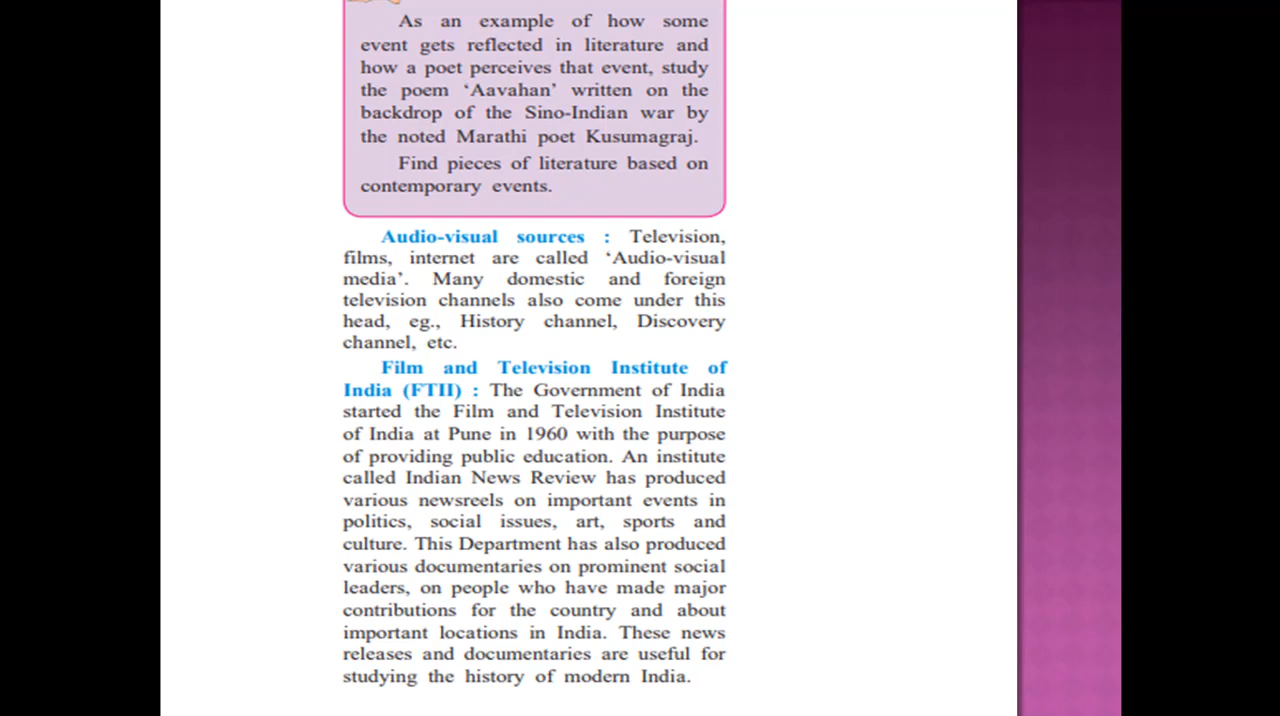 As an example of how some
event gets reflected in literature and
how a poet perceives that event, study
the poem ‘Aavahan’ written on the
backdrop of the Sino-Indian war by
the noted Marathi poet Kusumagraj.
Find pieces of literature based on
contemporary events.
Audio-visual sources : Television,
films, internet are called ‘Audio-visual
media’. Many domestic and foreign
television channels also come under this
head, eg., History channel, Discovery
channel, etc.
Film and Television Institute of
India (FTII) : The Government of India
started the Film and Television Institute
of India at Pune in 1960 with the purpose
of providing public education. An institute
called Indian News Review has produced
various newsreels on important events in
politics, social issues, art, sports and
culture. This Department has also produced
various documentaries on prominent social
leaders, on people who have made major
contributions for the country and about
important locations in India. These news
releases and documentaries are useful for
studying the history of modern India.